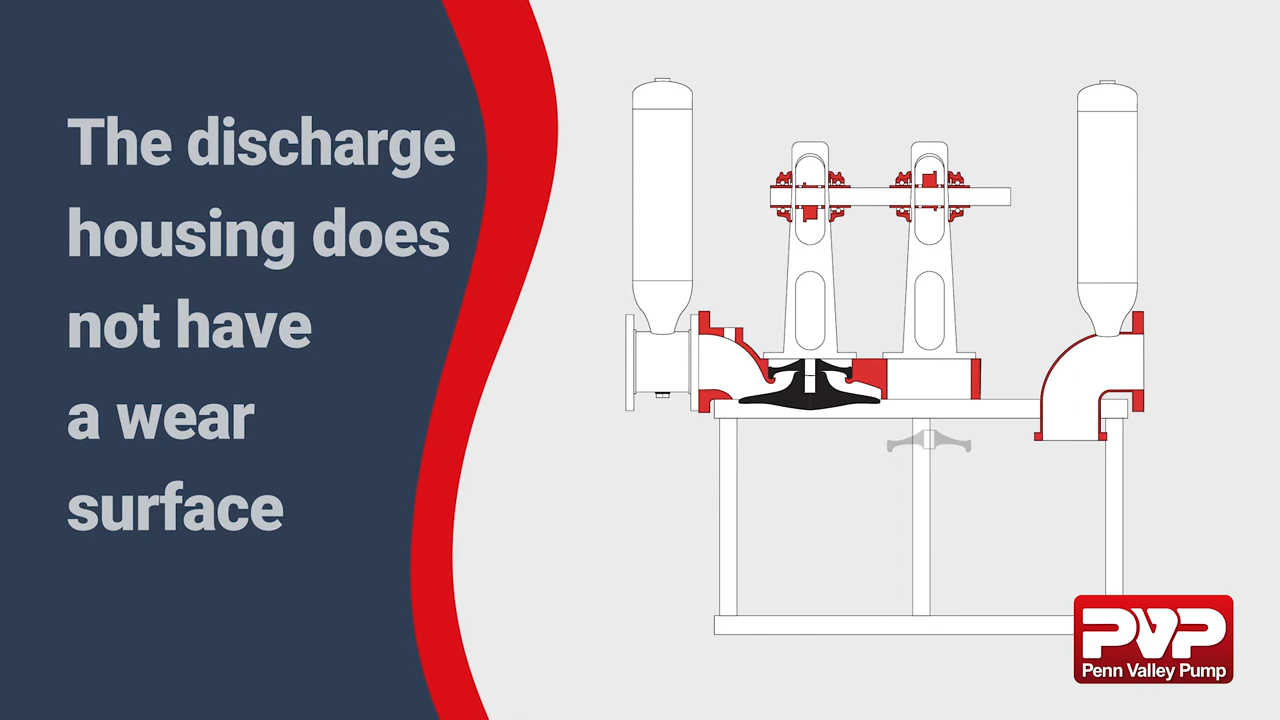 The discharge
housing does
not have
a wear
surface
PVP
Penn Valley Pump